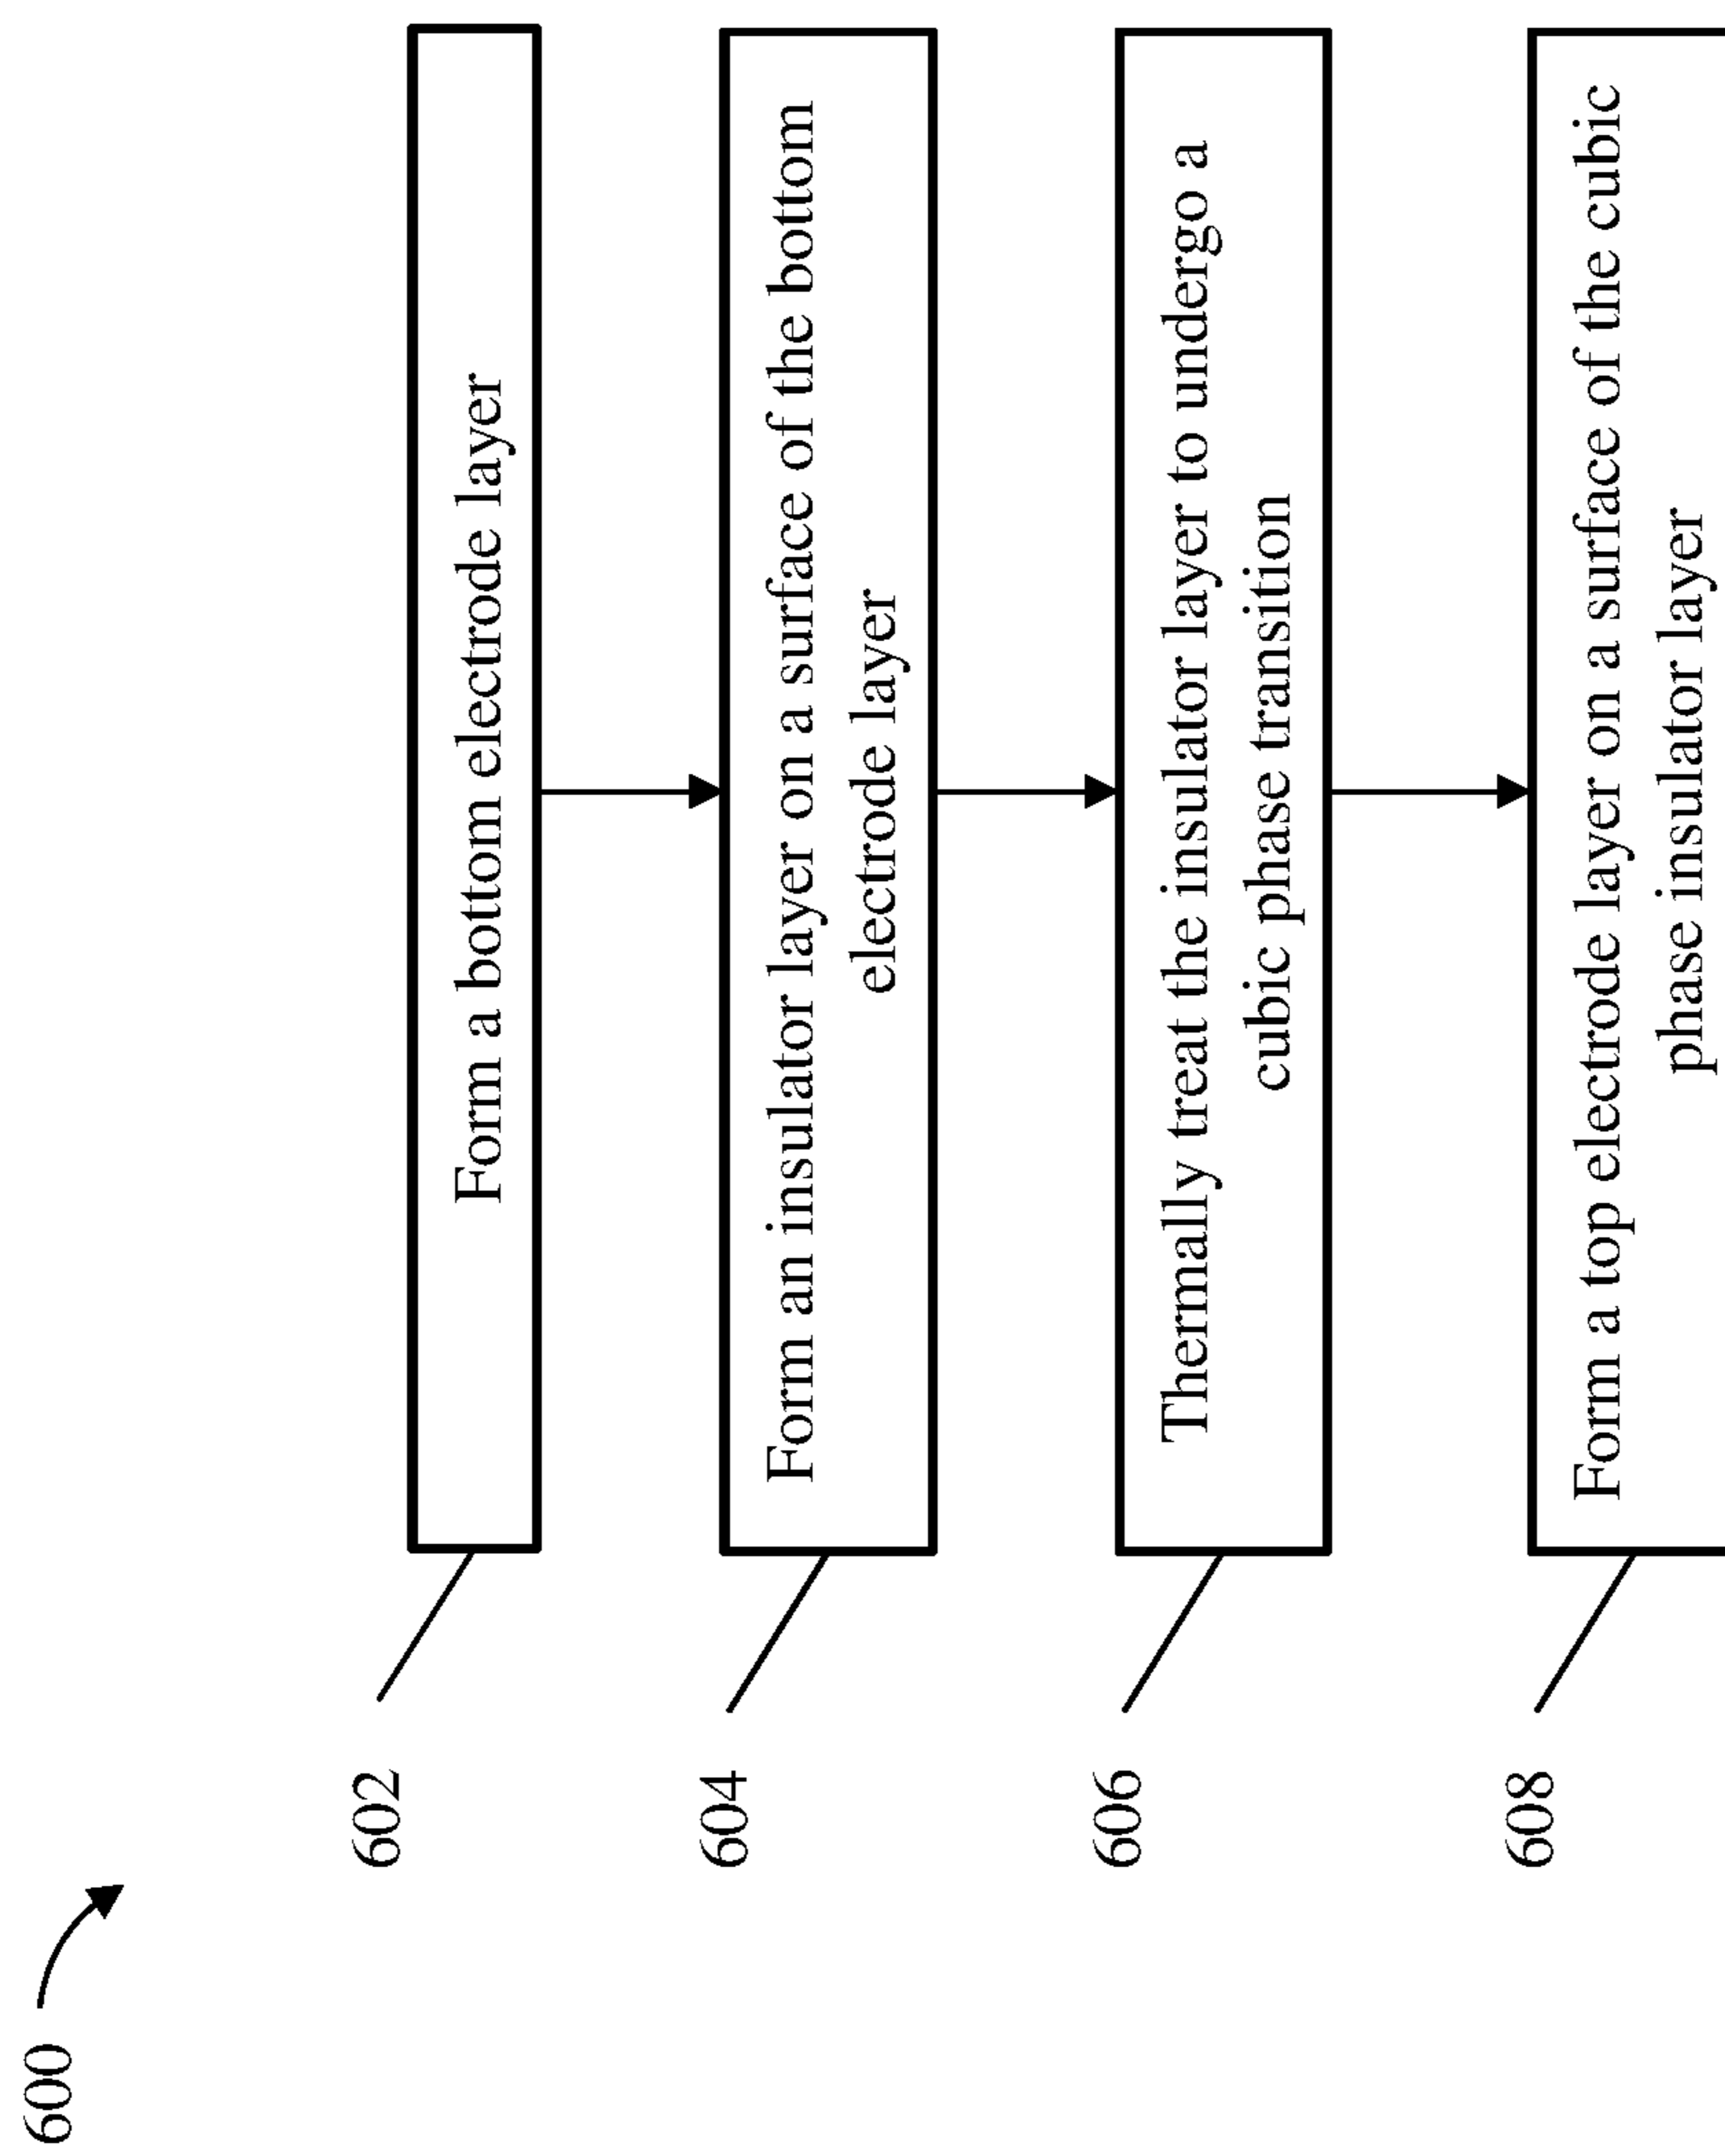 600
602
Form a bottom electrode layer
604
Form an insulator layer on a surface of the bottom
electrode layer
606
Thermally treat the insulator layer to undergo a
cubic phase transition
608
Form a top electrode layer on a surface of the cubic
phase insulator layer